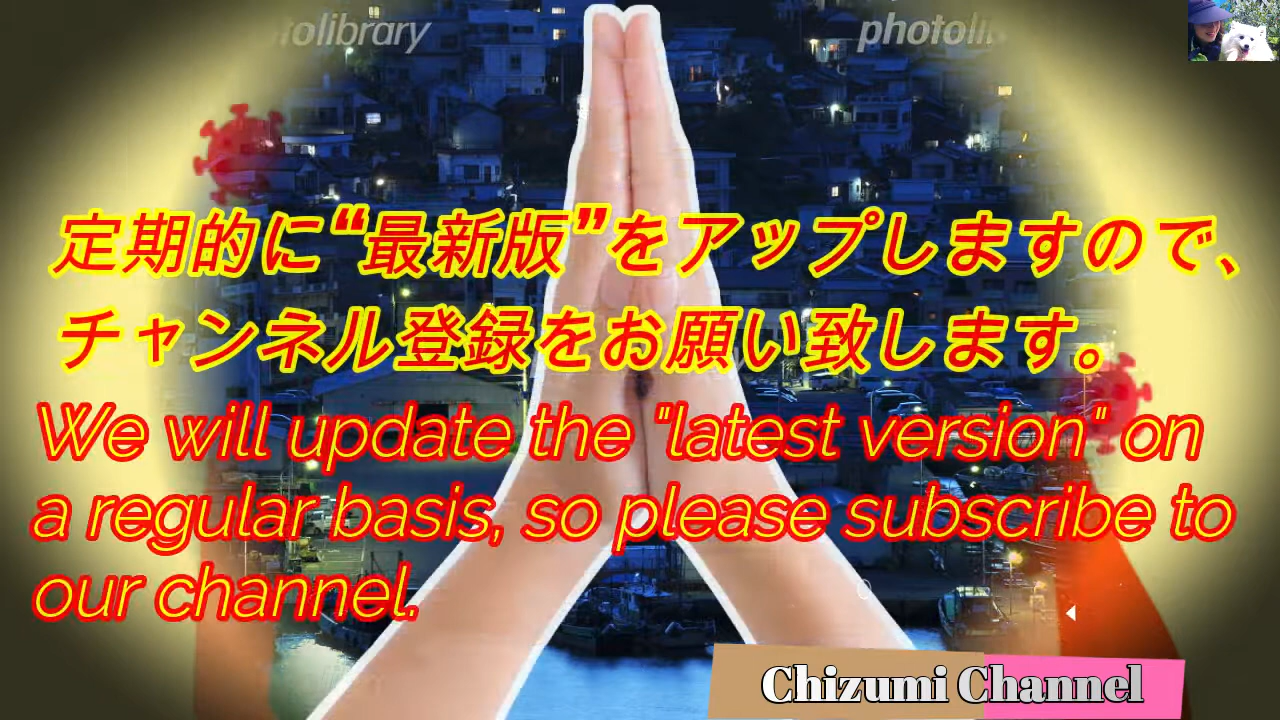 photolibrary
定期的に“最新版”をアップしますので、
チャンネル登録をお願い致します。
We will update the "latest version" on
a regular basis, so please subscribe to
our channel.
Chizumi Channel